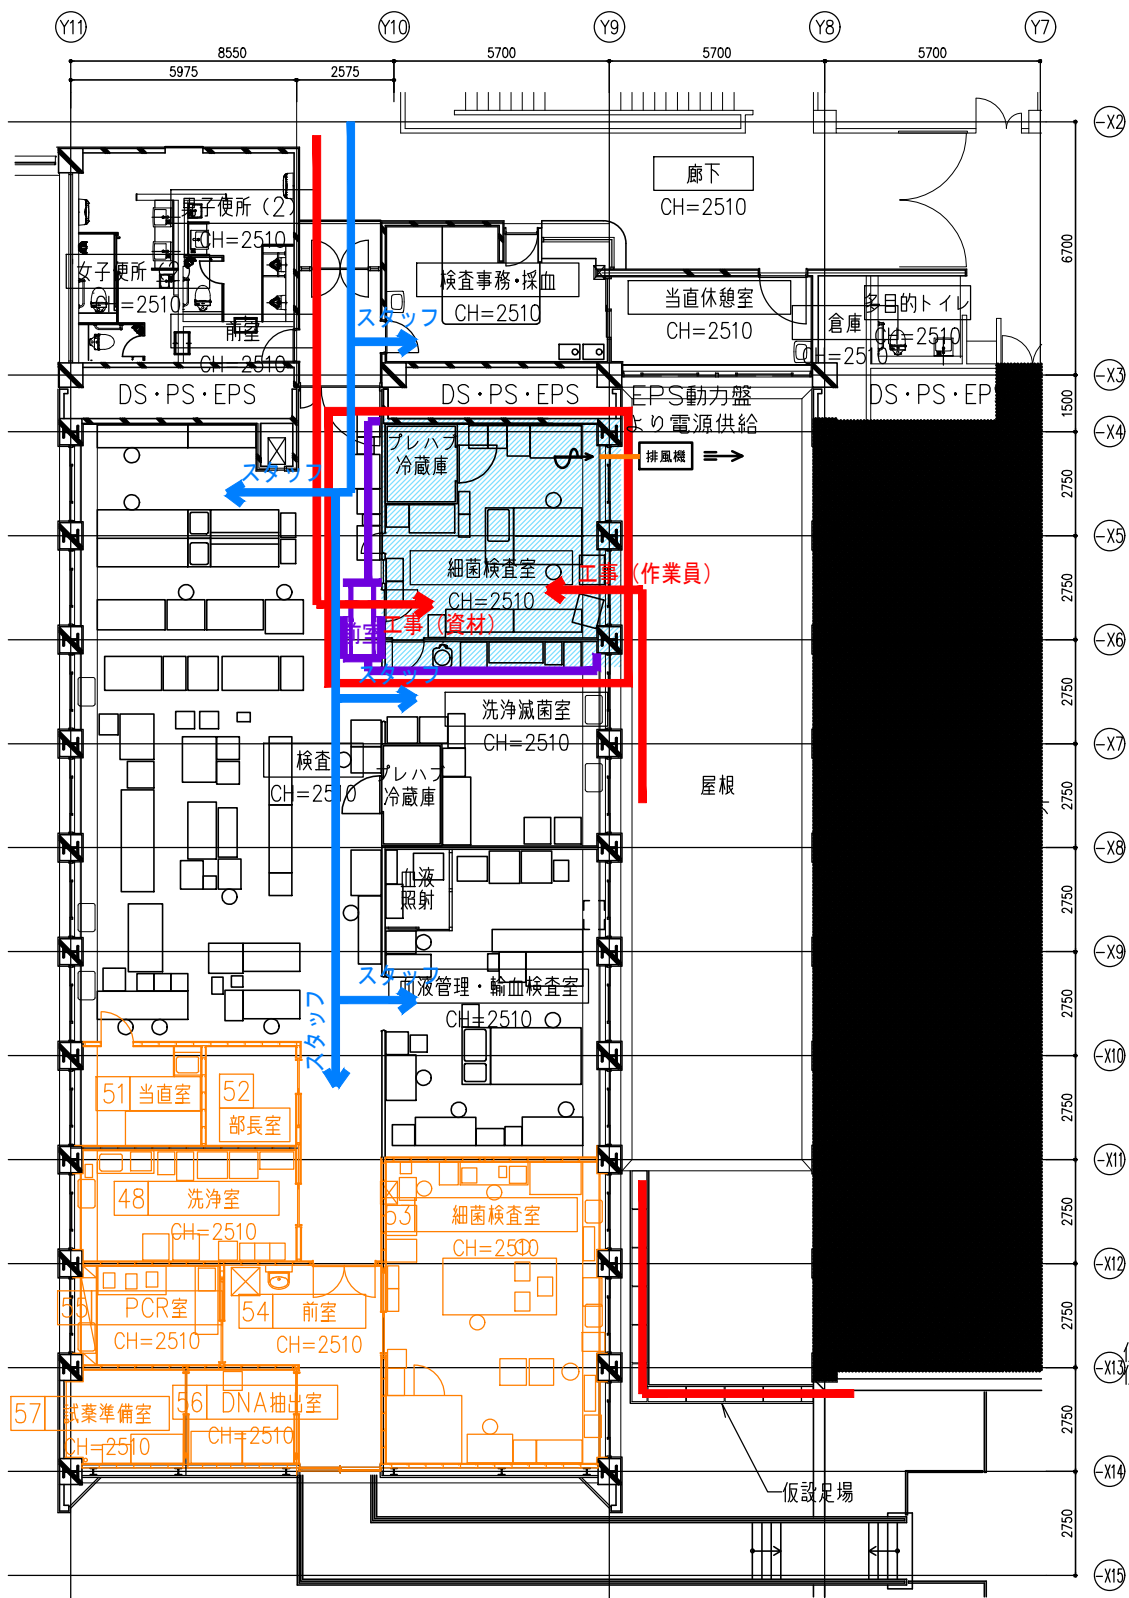 Y11
Y10
Y9
Y8
Y7
8550
5700
5700
5700
5975
2575
-X2
廊下
CH=2510
男子便所(2)
CH=2510
6700
女子便所(2)
CH=2510
検査事務・採血
CH=2510
当直休憩室
CH=2510
多目的トイレ
CH=2510
倉庫
CH=2510
スタッフ
前室
CH=2510
-X3
DS・PS・EPS
DS・PS・EPS
EPS動力盤
より電源供給
DS・PS・EP
1500
-X4
プレハブ
冷蔵庫
排風機
スタッフ
2750
-X5
細菌検査室
CH=2510
工事(作業員)
2750
工事(資材)
前室
-X6
スタッフ
洗浄滅菌室
CH=2510
2750
-X7
検査
CH=2510
プレハブ
冷蔵庫
屋根
2750
-X8
血液
照射
2750
-X9
スタッフ
血液管理・輸血検査室
CH=2510
スタッフ
2750
-X10
51
当直室
52
部長室
2750
-X11
48
洗浄室
CH=2510
53
細菌検査室
CH=2510
2750
-X12
55
PCR室
CH=2510
54
前室
CH=2510
2750
-X13
57
試薬準備室
CH=2510
56
DNA抽出室
CH=2510
2750
-X14
仮設足場
2750
-X15